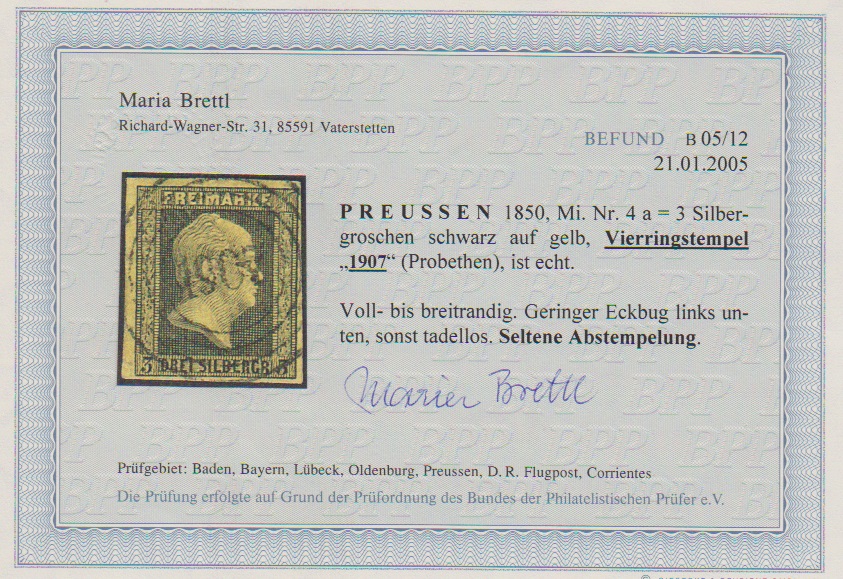 Maria Brettl
Richard-Wagner-Str. 31, 85591 Vaterstetten
BEFUND B 05/12
21.01.2005
FREIMARKE
1907
3 DREI SILBERGR 3
PREUSSEN 1850, Mi. Nr. 4 a = 3 Silber-
groschen schwarz auf gelb, Vierringstempel
„1907“ (Probethen), ist echt.
Voll- bis breitrandig. Geringer Eckbug links un-
ten, sonst tadellos. Seltene Abstempelung.
Maria Brettl
Prüfgebiet: Baden, Bayern, Lübeck, Oldenburg, Preussen, D. R. Flugpost, Corrientes
Die Prüfung erfolgte auf Grund der Prüfordnung des Bundes der Philatelistischen Prüfer e.V.